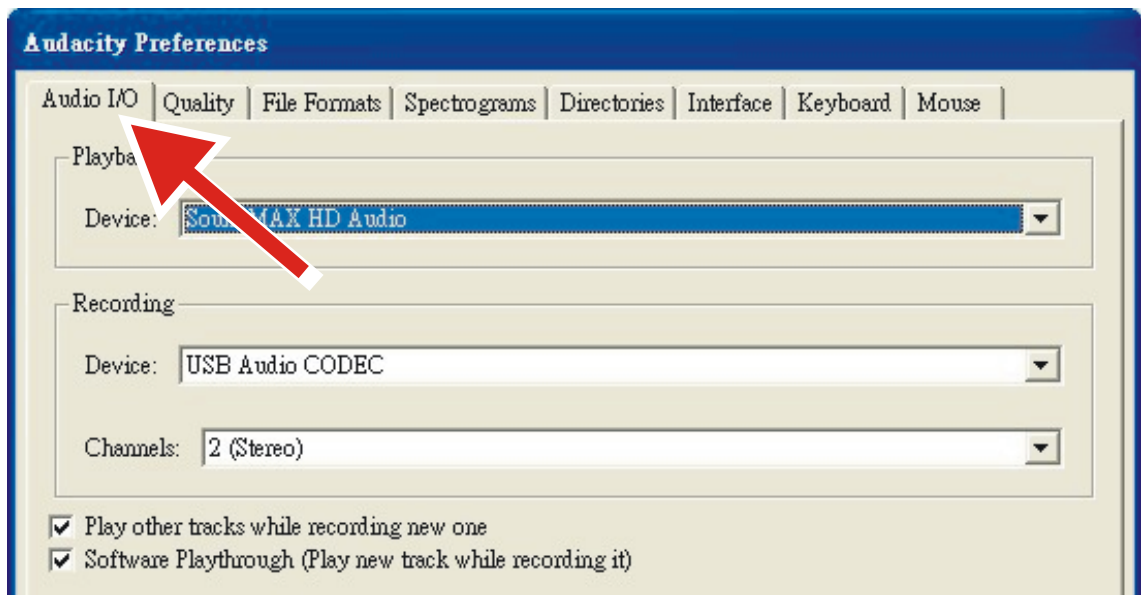 Audacity Preferences
Audio I/O Quality File Formats Spectrograms Directories Interface Keyboard Mouse
Device: MAX HD Audio
Recording
Device: USB Audio CODEC
Channels: 2 (Stereo)
Play other tracks while recording new one
Software Playthrough (Play new track while recording it)